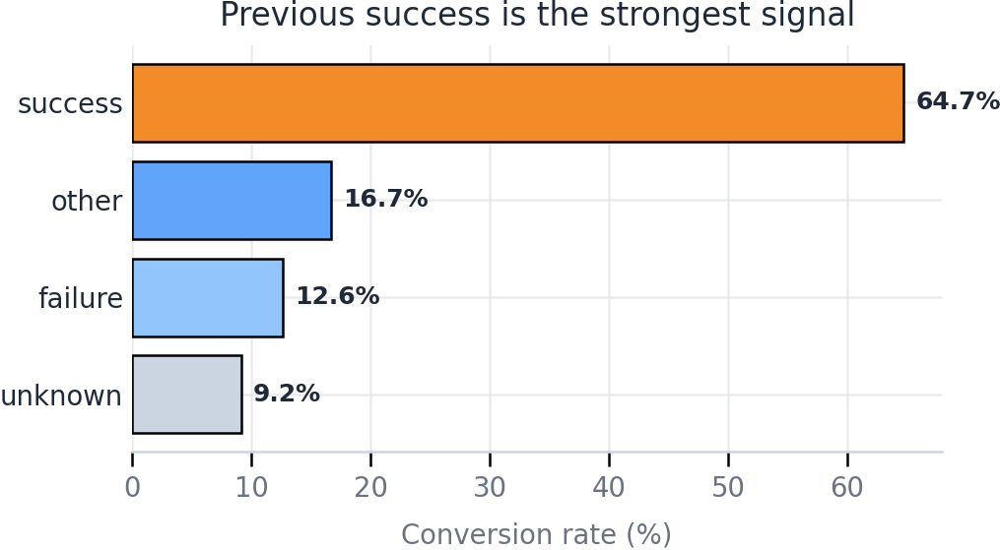 Previous success is the strongest signal
success 64.7%
other 16.7%
failure 12.6%
unknown 9.2%
0 10 20 30 40 50 60
Conversion rate (%)